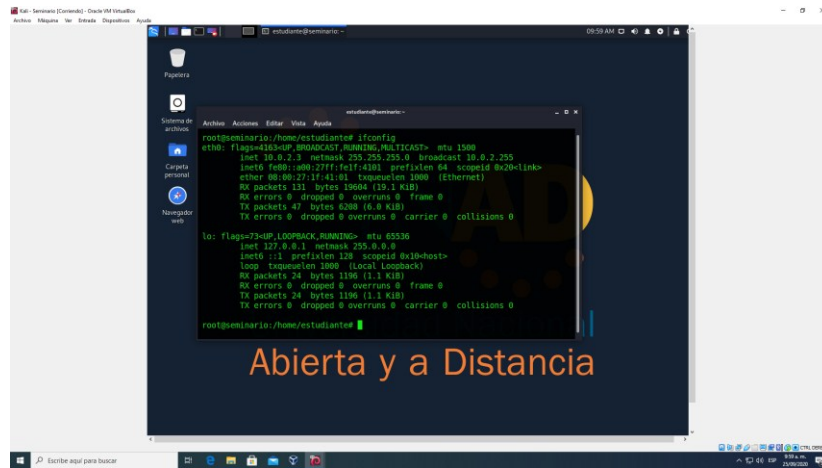 Kali - Seminario [Corriendo] - Oracle VM VirtualBox
Archivo Máquina Ver Entrada Dispositivos Ayuda
estudiante@seminario: ~
09:59 AM
Papelera
Sistema de
archivos
Carpeta
personal
Navegador
web
estudiante@seminario:~
Archivo Acciones Editar Vista Ayuda
root@seminario:/home/estudiante# ifconfig
eth0: flags=4163<UP,BROADCAST,RUNNING,MULTICAST> mtu 1500
inet 10.0.2.3 netmask 255.255.255.0 broadcast 10.0.2.255
inet6 fe80::a00:27ff:fe1f:4101 prefixlen 64 scopeid 0x20<link>
ether 08:00:27:1f:41:01 txqueuelen 1000 (Ethernet)
RX packets 131 bytes 19604 (19.1 KiB)
RX errors 0 dropped 0 overruns 0 frame 0
TX packets 47 bytes 6208 (6.0 KiB)
TX errors 0 dropped 0 overruns 0 carrier 0 collisions 0
lo: flags=73<UP,LOOPBACK,RUNNING> mtu 65536
inet 127.0.0.1 netmask 255.0.0.0
inet6 ::1 prefixlen 128 scopeid 0x10<host>
loop txqueuelen 1000 (Local Loopback)
RX packets 24 bytes 1196 (1.1 KiB)
RX errors 0 dropped 0 overruns 0 frame 0
TX packets 24 bytes 1196 (1.1 KiB)
TX errors 0 dropped 0 overruns 0 carrier 0 collisions 0
root@seminario:/home/estudiante#
Abierta y a Distancia
CTRL DERE
Escribe aquí para buscar
ESP
9:59 a. m.
25/09/2020